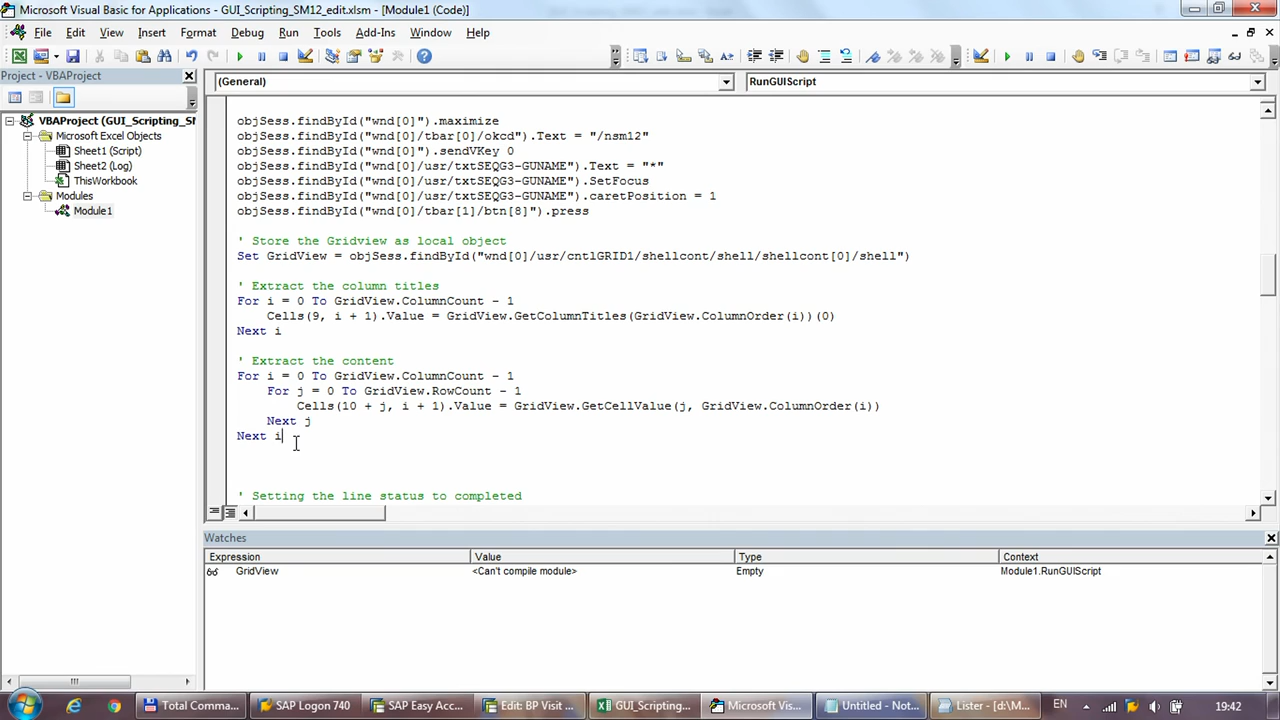 Microsoft Visual Basic for Applications - GUI_Scripting_SM12_edit.xlsm - [Module1 (Code)]
File Edit View Insert Format Debug Run Tools Add-Ins Window Help
Project - VBAProject
VBAProject (GUI_Scripting_S
Microsoft Excel Objects
Sheet1 (Script)
Sheet2 (Log)
ThisWorkbook
Modules
Module1
(General)
RunGUIScript
objSess.findById("wnd[0]").maximize
objSess.findById("wnd[0]/tbar[0]/okcd").Text = "/nsm12"
objSess.findById("wnd[0]").sendVKey 0
objSess.findById("wnd[0]/usr/txtSEQG3-GUNAME").Text = "*"
objSess.findById("wnd[0]/usr/txtSEQG3-GUNAME").SetFocus
objSess.findById("wnd[0]/usr/txtSEQG3-GUNAME").caretPosition = 1
objSess.findById("wnd[0]/tbar[1]/btn[8]").press
' Store the Gridview as local object
Set GridView = objSess.findById("wnd[0]/usr/cntlGRID1/shellcont/shell/shellcont[0]/shell")
' Extract the column titles
For i = 0 To GridView.ColumnCount - 1
Cells(9, i + 1).Value = GridView.GetColumnTitles(GridView.ColumnOrder(i))(0)
Next i
' Extract the content
For i = 0 To GridView.ColumnCount - 1
For j = 0 To GridView.RowCount - 1
Cells(10 + j, i + 1).Value = GridView.GetCellValue(j, GridView.ColumnOrder(i))
Next j
Next i
' Setting the line status to completed
Watches
Expression Value Type Context
GridView <Can't compile module> Empty Module1.RunGUIScript
Total Comma... SAP Logon 740 SAP Easy Acc... Edit: BP Visit ... GUI_Scripting... Microsoft Vis... Untitled - Not... Lister - [d:\M... EN 19:42